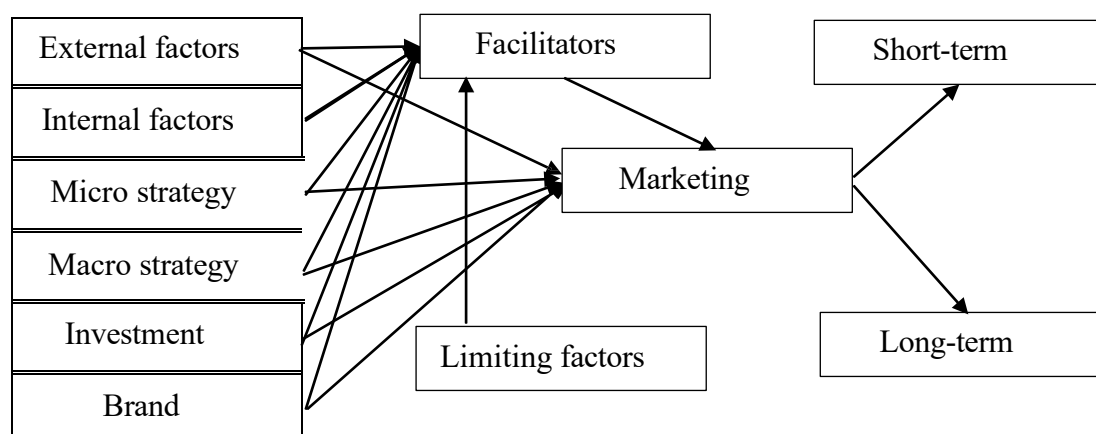 External factors
Internal factors
Micro strategy
Macro strategy
Investment
Brand
Facilitators
Limiting factors
Marketing
Short-term
Long-term